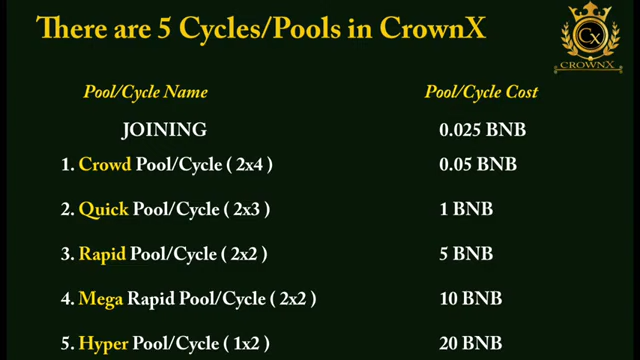 There are 5 Cycles/Pools in CrownX
Cx
CROWNX
Pool/Cycle Name Pool/Cycle Cost
JOINING 0.025 BNB
1. Crowd Pool/Cycle ( 2x4 ) 0.05 BNB
2. Quick Pool/Cycle ( 2x3 ) 1 BNB
3. Rapid Pool/Cycle ( 2x2 ) 5 BNB
4. Mega Rapid Pool/Cycle ( 2x2 ) 10 BNB
5. Hyper Pool/Cycle ( 1x2 ) 20 BNB